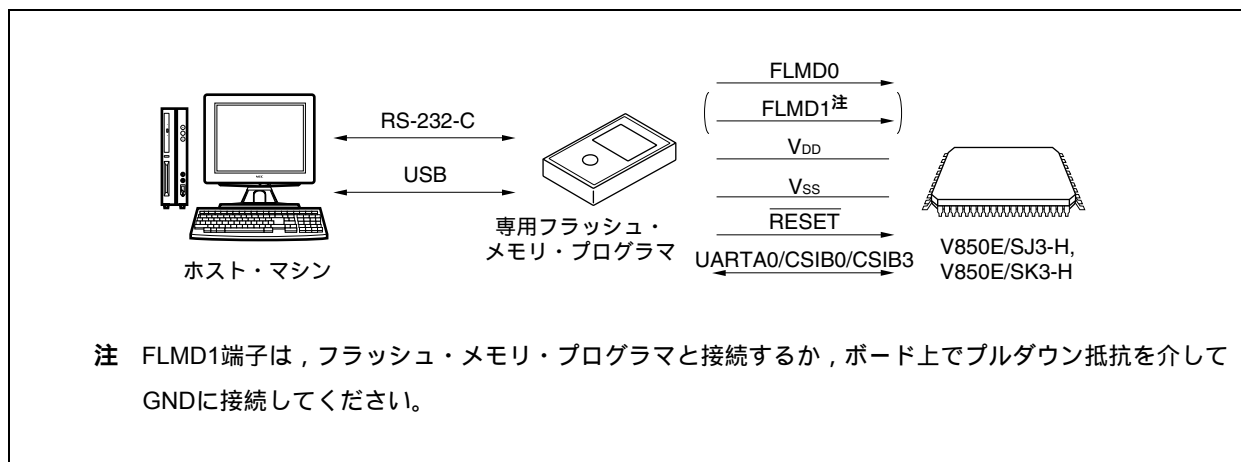 FLMD0
FLMD1注
RS-232-C
VDD
USB
VSS
RESET
専用フラッシュ・
メモリ・プログラマ
UARTA0/CSIB0/CSIB3
V850E/SJ3-H,
V850E/SK3-H
ホスト・マシン
注 FLMD1端子は，フラッシュ・メモリ・プログラマと接続するか，ボード上でプルダウン抵抗を介して
GNDに接続してください。